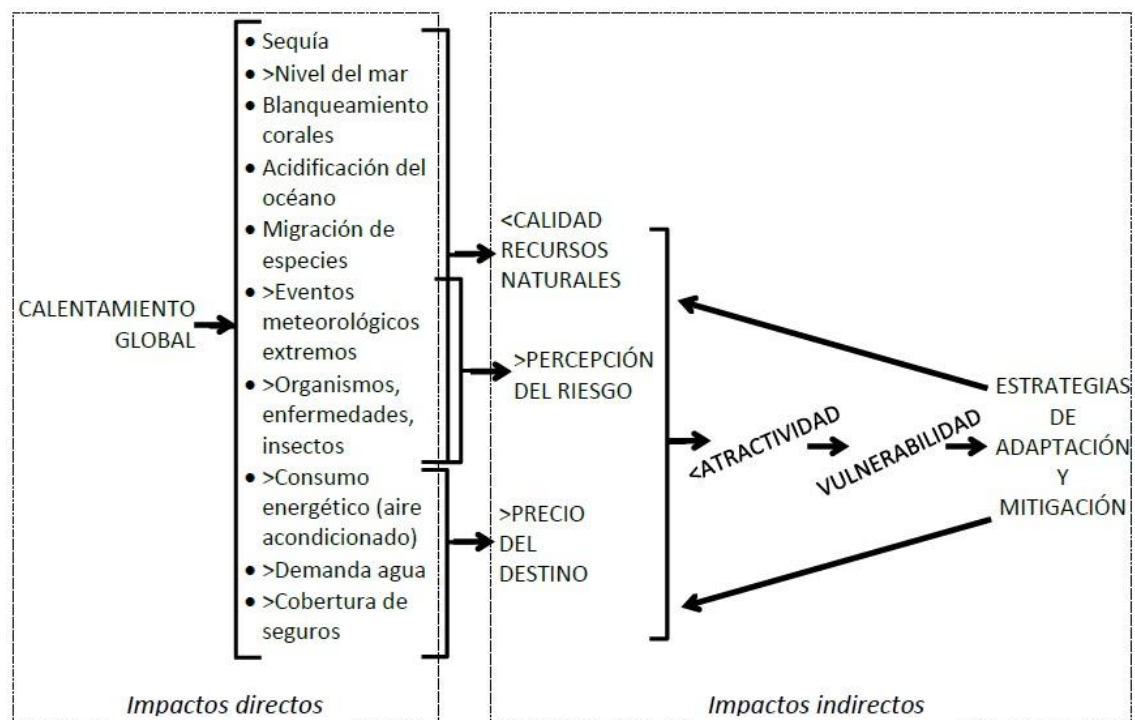 CALENTAMIENTO
GLOBAL
• Sequía
• >Nivel del mar
• Blanqueamiento
corales
• Acidificación del
océano
• Migración de
especies
• >Eventos
meteorológicos
extremos
• >Organismos,
enfermedades,
insectos
• >Consumo
energético (aire
acondicionado)
• >Demanda agua
• >Cobertura de
seguros
Impactos directos
<CALIDAD
RECURSOS
NATURALES
>PERCEPCIÓN
DEL RIESGO
>PRECIO
DEL
DESTINO
<ATRACTIVIDAD
VULNERABILIDAD
ESTRATEGIAS
DE
ADAPTACIÓN
Y
MITIGACIÓN
Impactos indirectos